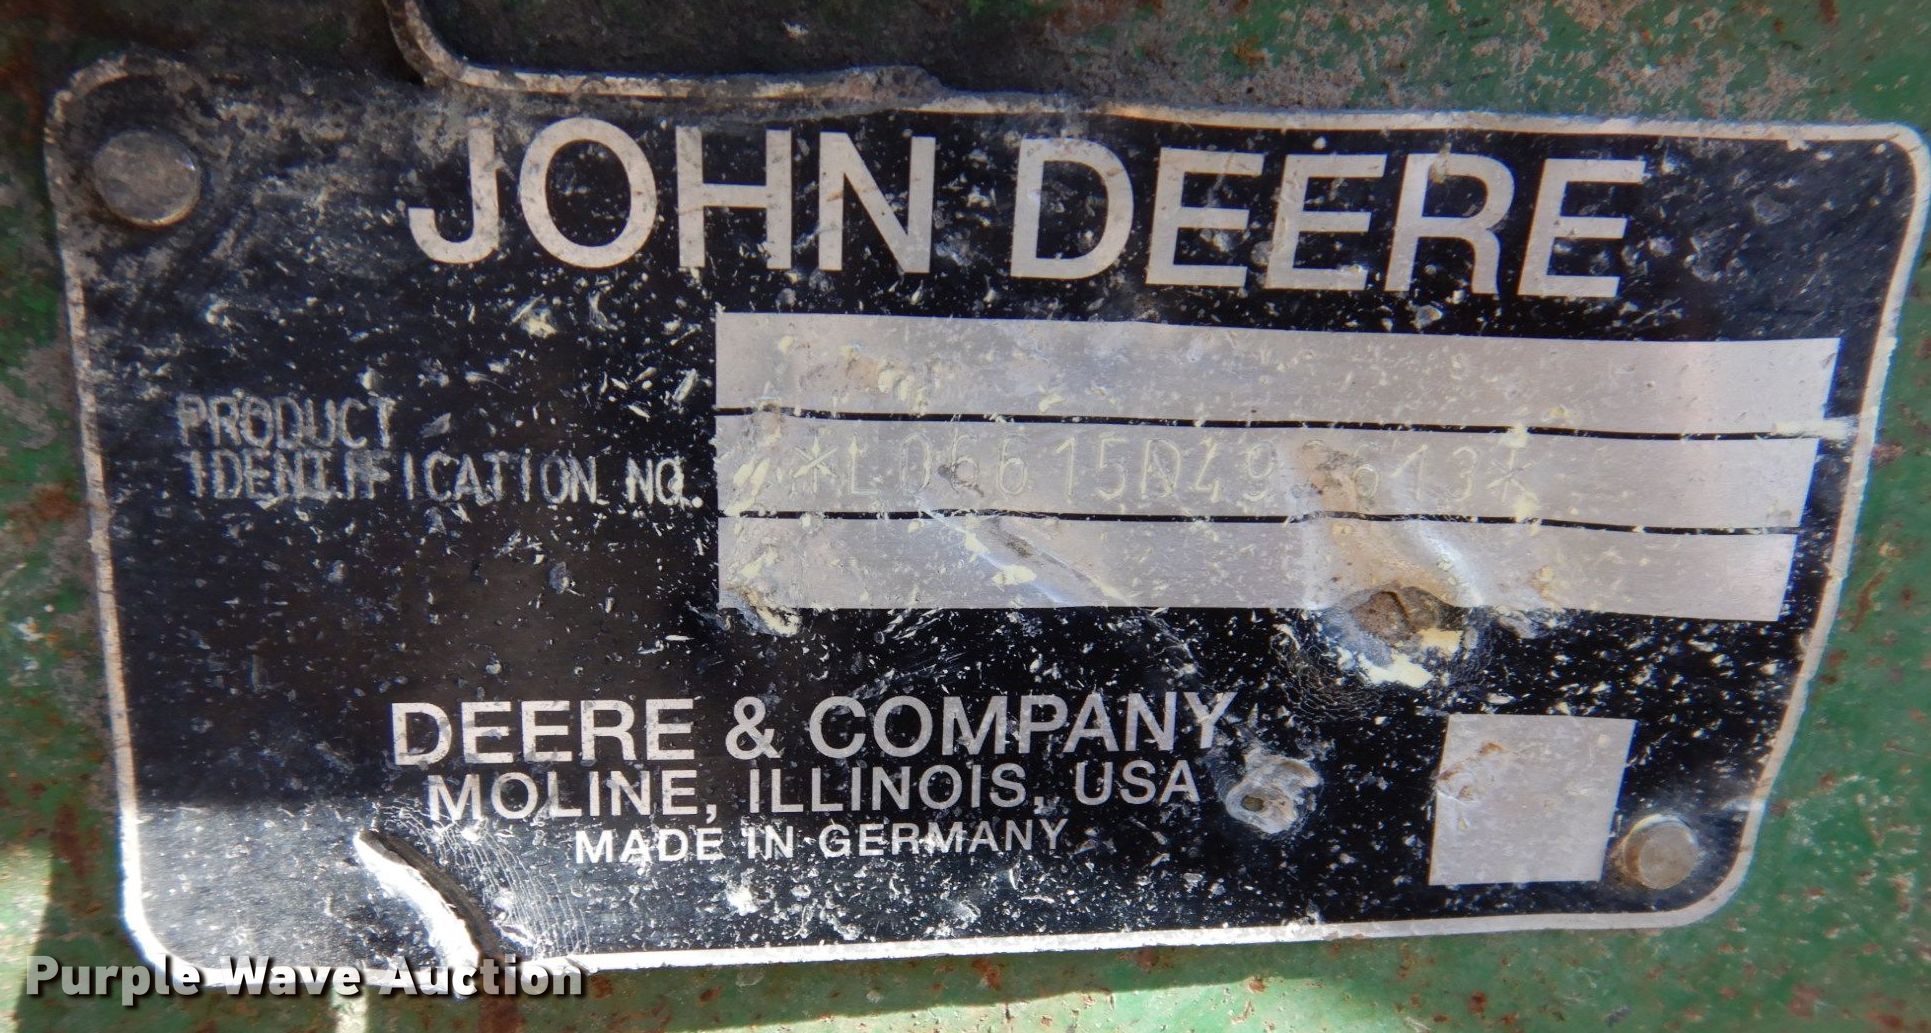 JOHN DEERE
PRODUCT
IDENTIFICATION NO.
DEERE & COMPANY
MOLINE, ILLINOIS, USA
MADE IN GERMANY
Purple Wave Auction